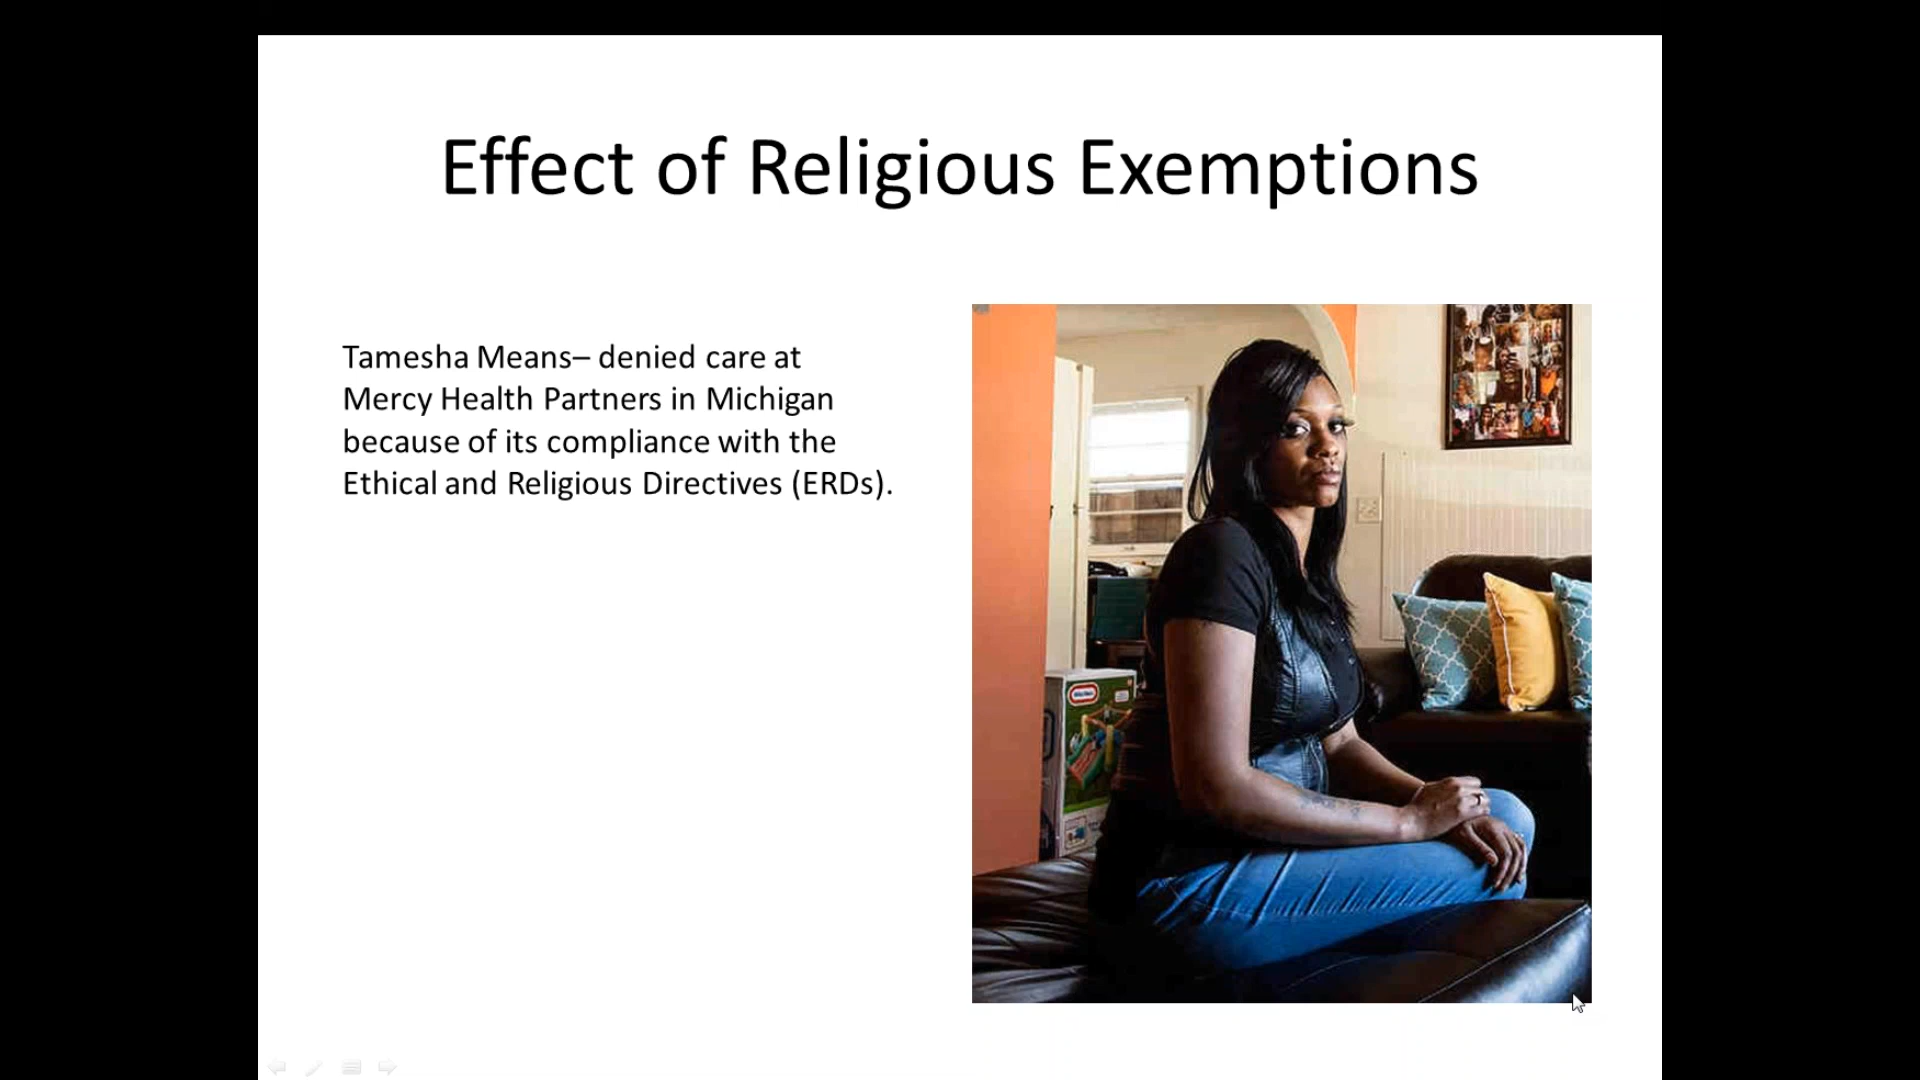 Effect of Religious Exemptions
Tamesha Means– denied care at
Mercy Health Partners in Michigan
because of its compliance with the
Ethical and Religious Directives (ERDs).